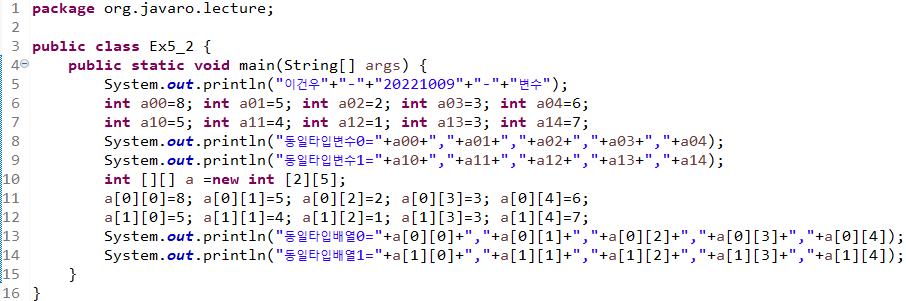 1 package org.javaro.lecture;
2
3 public class Ex5_2 {
4 public static void main(String[] args) {
5 System.out.println("이건우"+"-"+"20221009"+"-"+"변수");
6 int a00=8; int a01=5; int a02=2; int a03=3; int a04=6;
7 int a10=5; int a11=4; int a12=1; int a13=3; int a14=7;
8 System.out.println("동일타입변수0="+a00+","+a01+","+a02+","+a03+","+a04);
9 System.out.println("동일타입변수1="+a10+","+a11+","+a12+","+a13+","+a14);
10 int [][] a =new int [2][5];
11 a[0][0]=8; a[0][1]=5; a[0][2]=2; a[0][3]=3; a[0][4]=6;
12 a[1][0]=5; a[1][1]=4; a[1][2]=1; a[1][3]=3; a[1][4]=7;
13 System.out.println("동일타입배열0="+a[0][0]+","+a[0][1]+","+a[0][2]+","+a[0][3]+","+a[0][4]);
14 System.out.println("동일타입배열1="+a[1][0]+","+a[1][1]+","+a[1][2]+","+a[1][3]+","+a[1][4]);
15 }
16 }